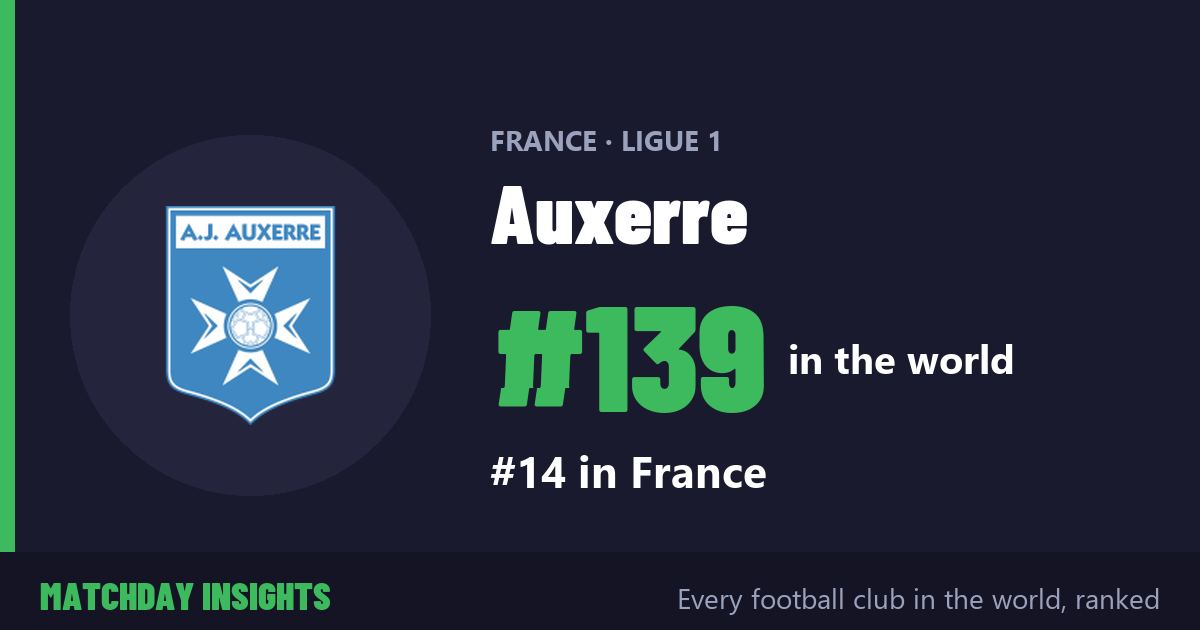 FRANCE · LIGUE 1
Auxerre
A.J. AUXERRE
#139 in the world
#14 in France
MATCHDAY INSIGHTS
Every football club in the world, ranked